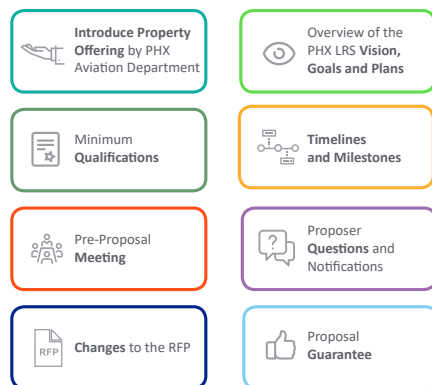 Introduce Property
Offering by PHX
Aviation Department
Overview of the
PHX LRS Vision,
Goals and Plans
Minimum
Qualifications
Timelines
and Milestones
Pre-Proposal
Meeting
?
Proposer
Questions and
Notifications
RFP
Changes to the RFP
Proposal
Guarantee